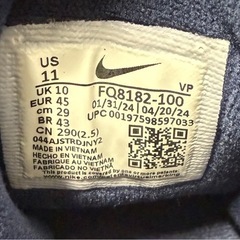 US
11
UK 10
EUR 45
cm 29
BR 43
CN 290(2.5)
VP
FQ8182-100
01/31/24 04/20/24
UPC 00197598597033
044AJSTRDJNY2
MADE IN VIETNAM
HECHO EN VIETNAM
FABRIQUE AU VIETNAM
FABRICADO NO VIETNA